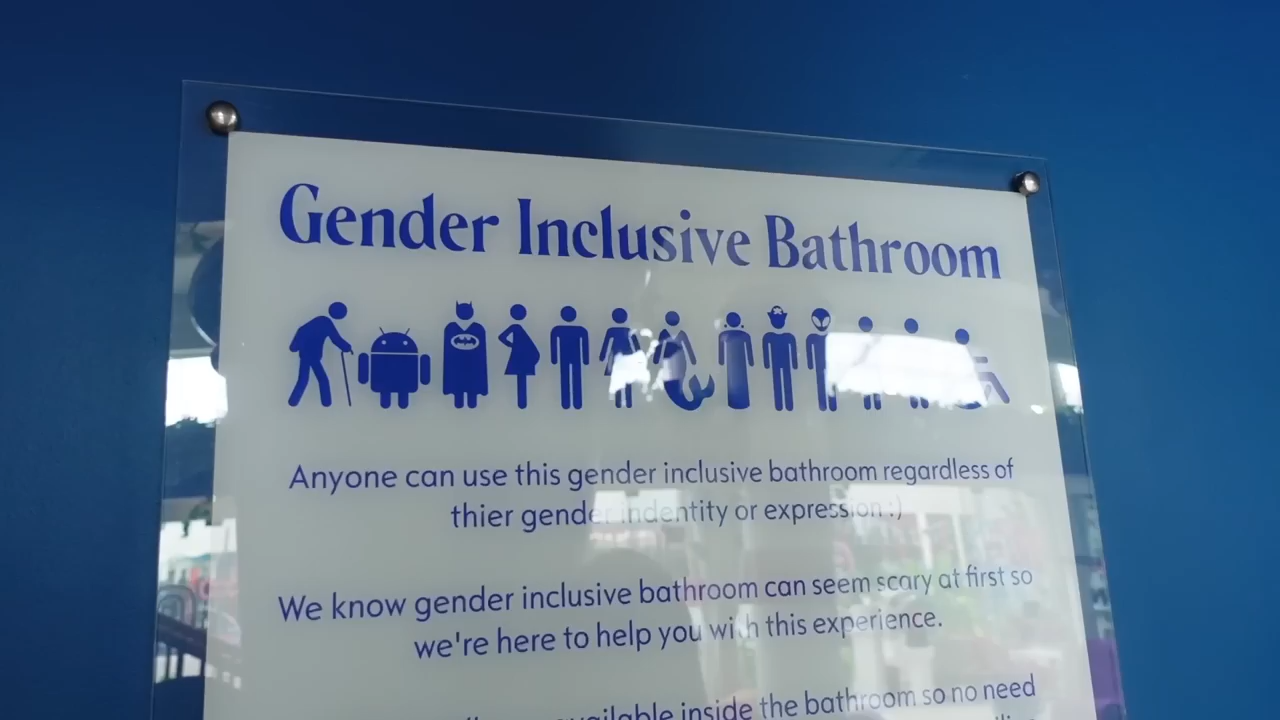 Gender Inclusive Bathroom
Anyone can use this gender inclusive bathroom regardless of
thier gender indentity or expression :)
We know gender inclusive bathroom can seem scary at first so
we're here to help you with this experience.
available inside the bathroom so no need